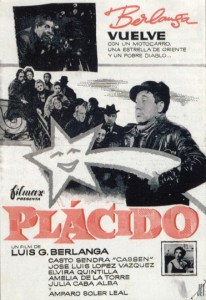 Berlanga
VUELVE
CON UN MOTOCARRO,
UNA ESTRELLA DE ORIENTE
Y UN POBRE DIABLO...
filmax
PRESENTA
PLÁCIDO
UN FILM DE
LUIS G. BERLANGA
CASTO SENDRA "CASSEN"
JOSE LUIS LOPEZ VAZQUEZ
ELVIRA QUINTILLA
AMELIA DE LA TORRE
JULIA CABA ALBA
Y
AMPARO SOLER LEAL